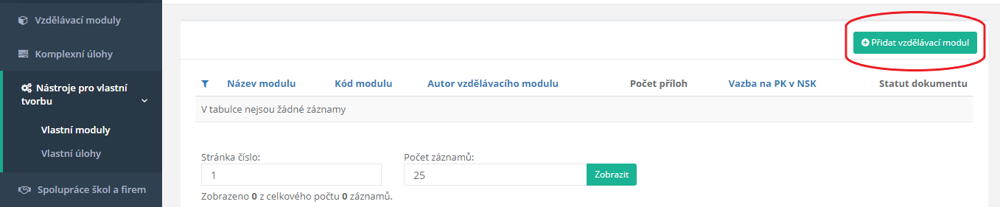 Vzdělávací moduly
Komplexní úlohy
Nástroje pro vlastní
tvorbu
Vlastní moduly
Vlastní úlohy
Spolupráce škol a firem
Přidat vzdělávací modul
Název modulu Kód modulu Autor vzdělávacího modulu Počet příloh Vazba na PK v NSK Statut dokumentu
V tabulce nejsou žádné záznamy
Stránka číslo: Počet záznamů:
1 25 Zobrazit
Zobrazeno 0 z celkového počtu 0 záznamů.